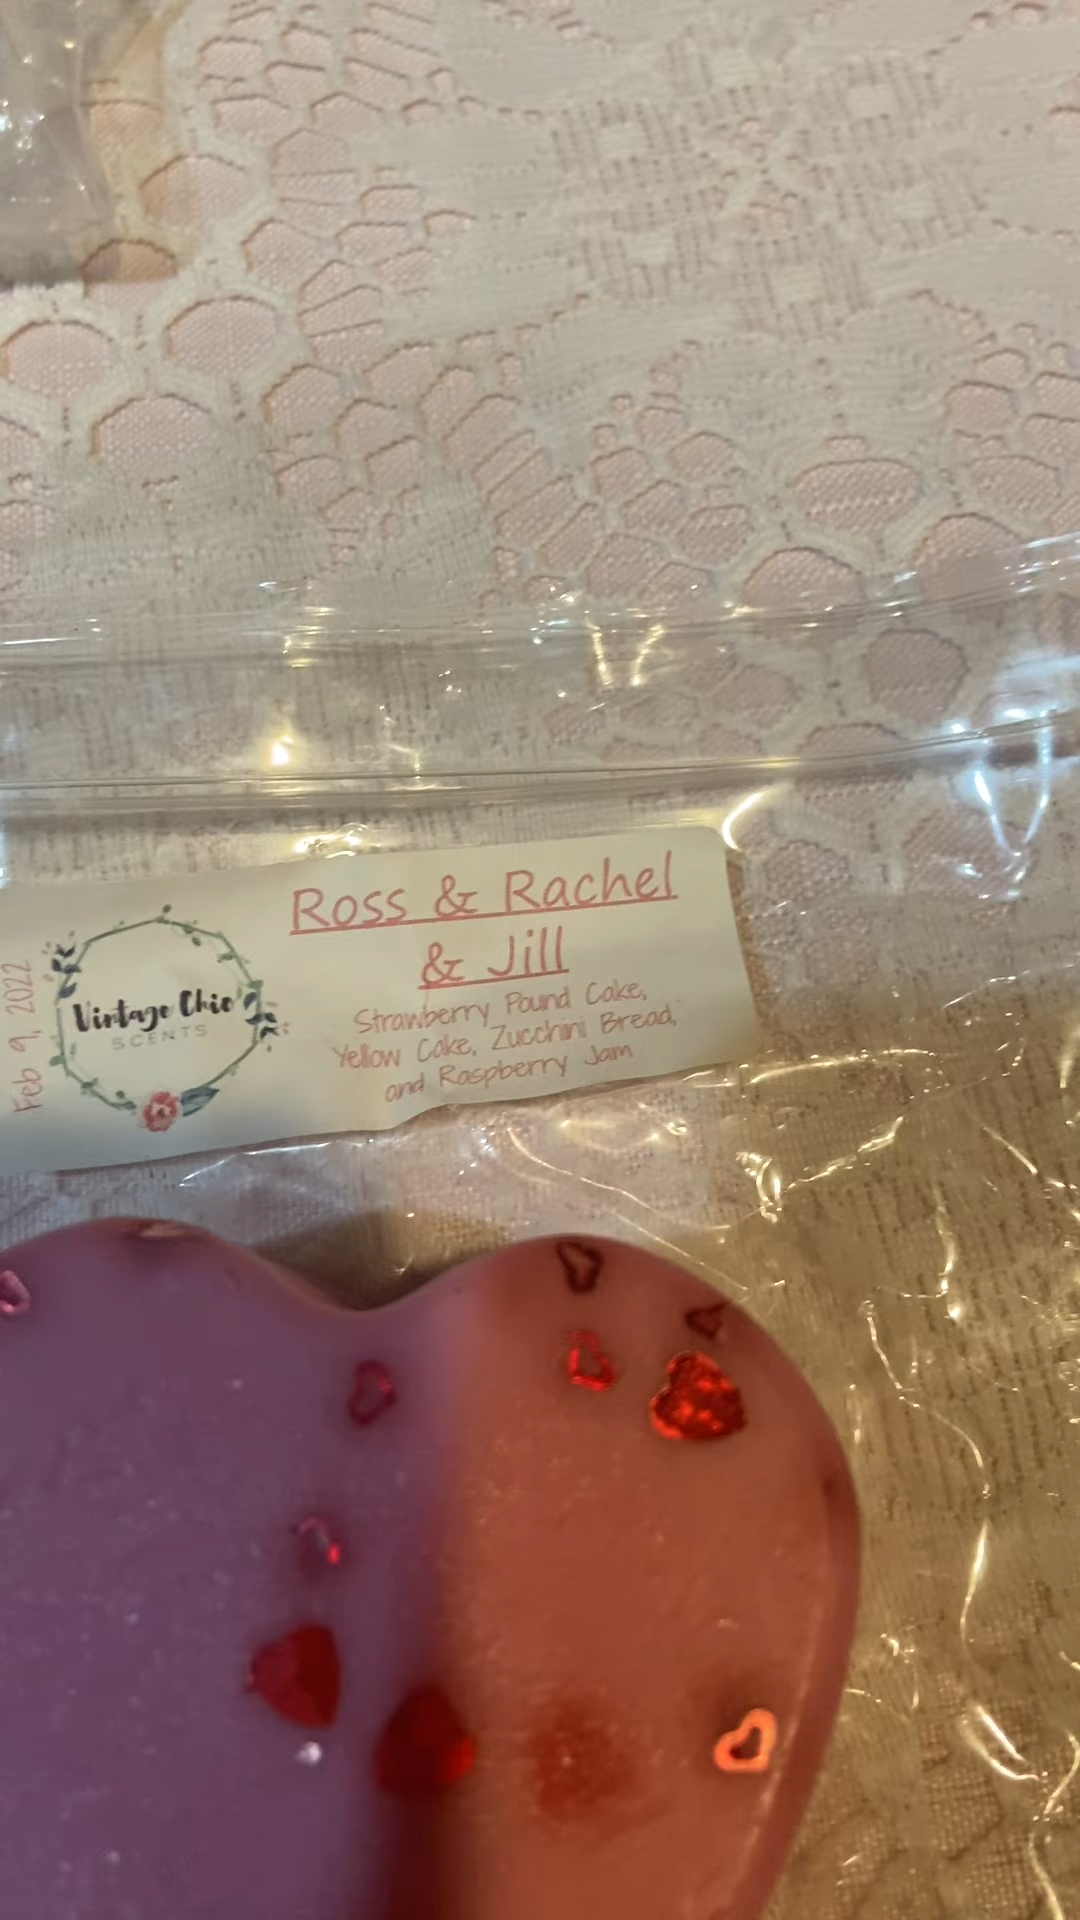 Feb 9, 2022
Vintage Chic
SCENTS
Ross & Rachel
& Jill
Strawberry Pound Cake,
Yellow Cake, Zucchini Bread,
and Raspberry Jam